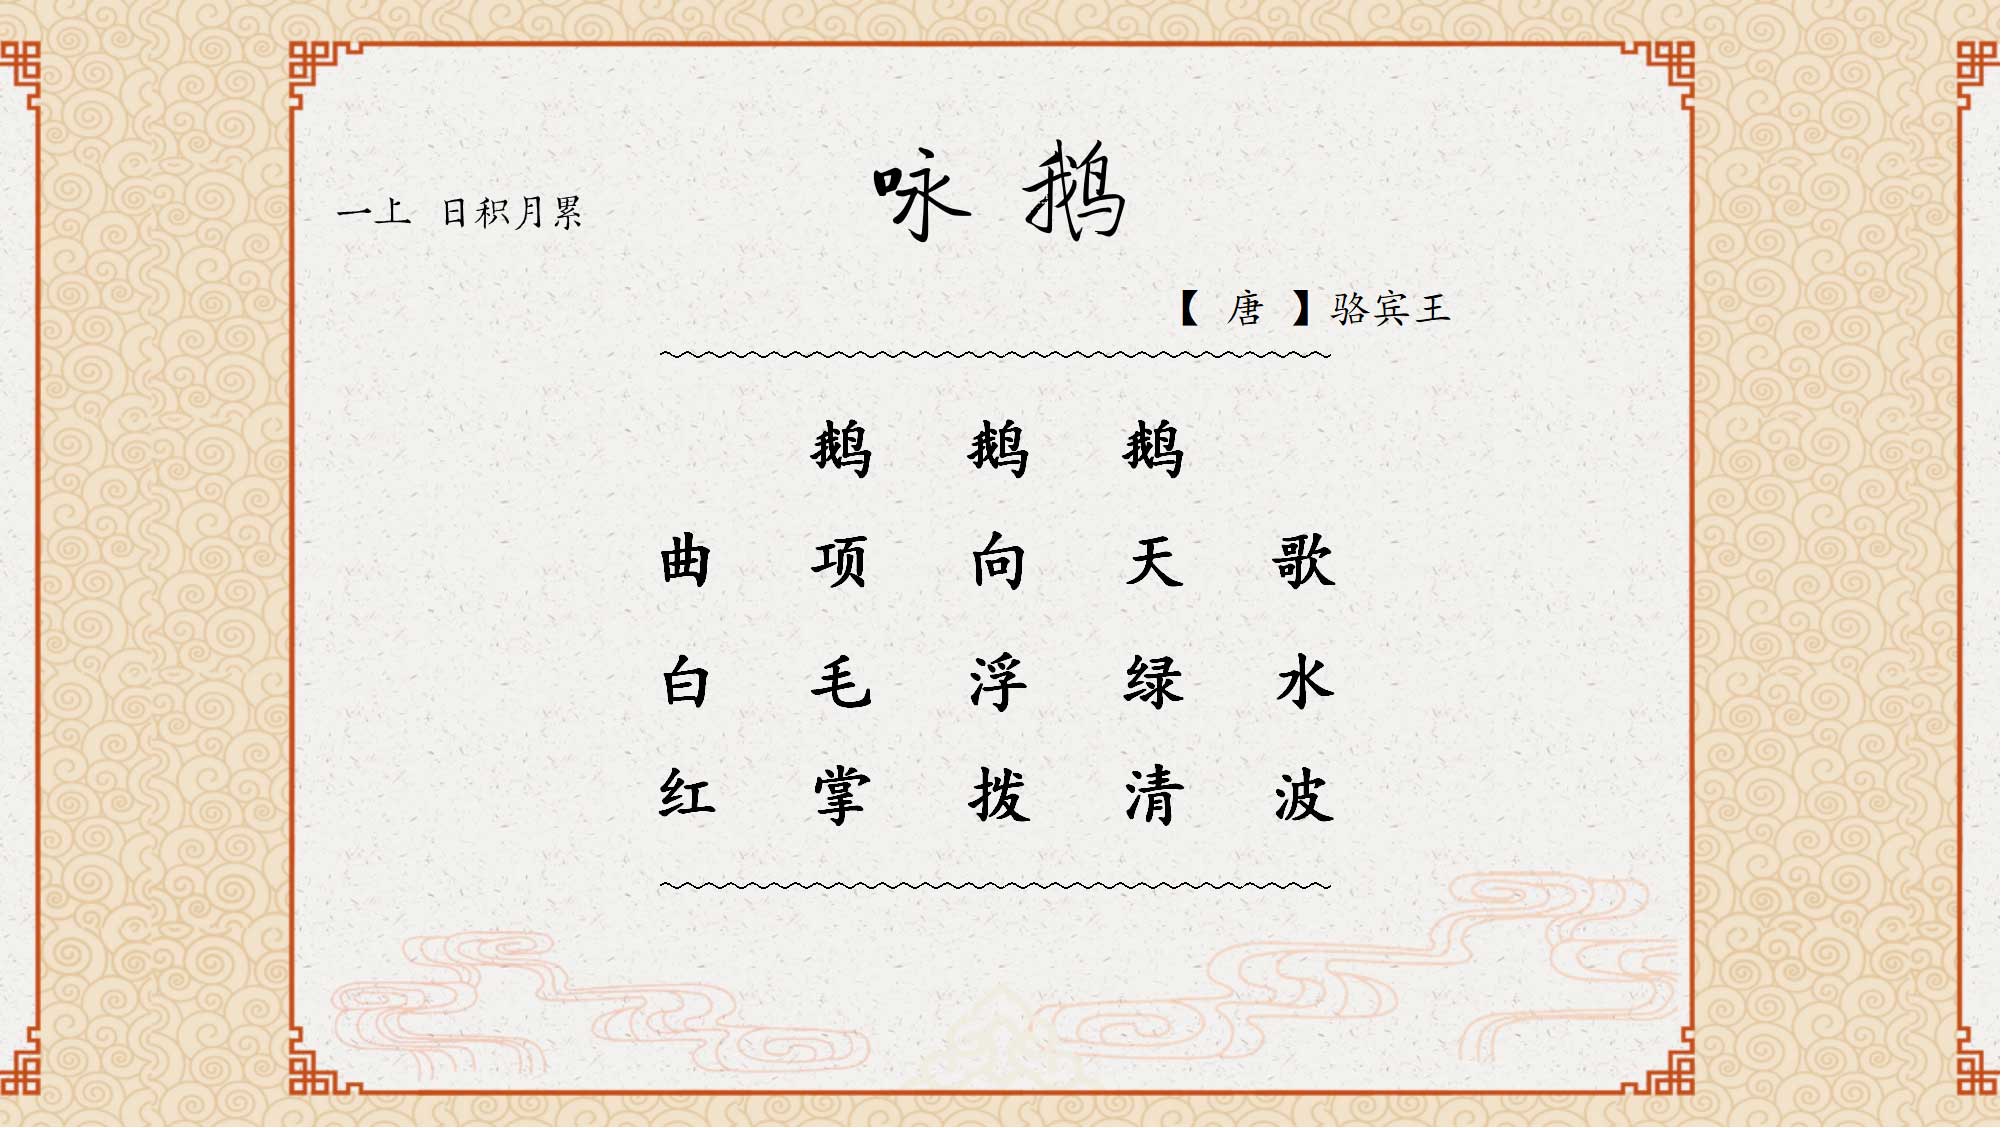 咏 鹅
一上 日积月累
【 唐 】骆宾王
鹅 鹅 鹅
曲 项 向 天 歌
白 毛 浮 绿 水
红 掌 拨 清 波